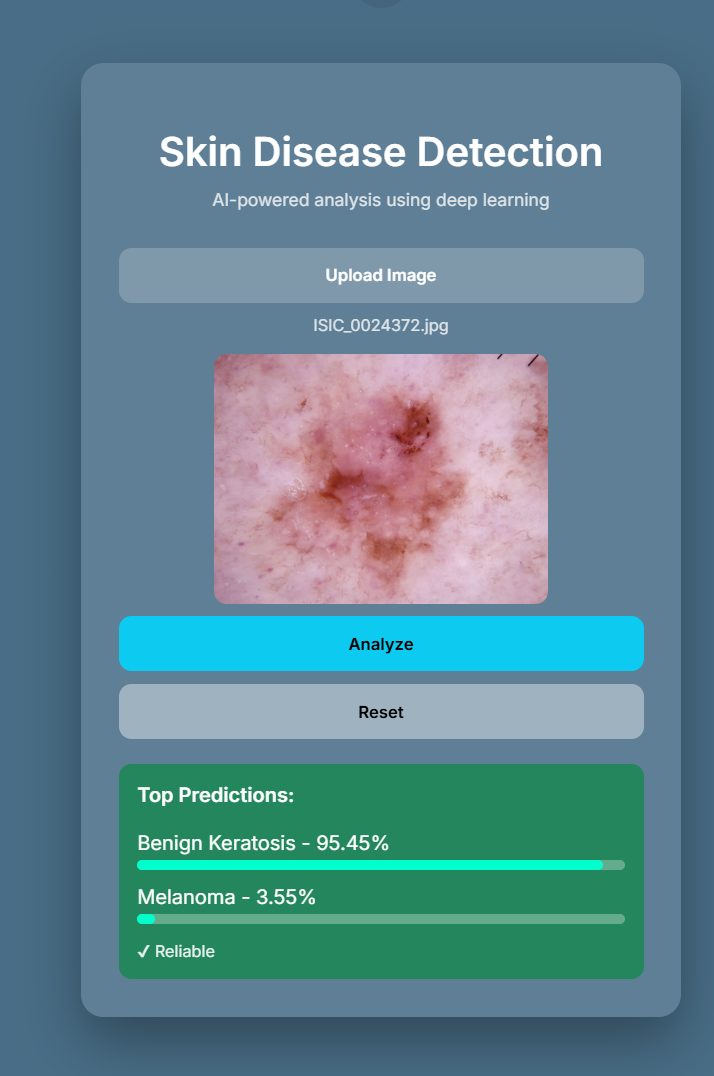 Skin Disease Detection
AI-powered analysis using deep learning
Upload Image
ISIC_0024372.jpg
Analyze
Reset
Top Predictions:
Benign Keratosis - 95.45%
Melanoma - 3.55%
✓ Reliable